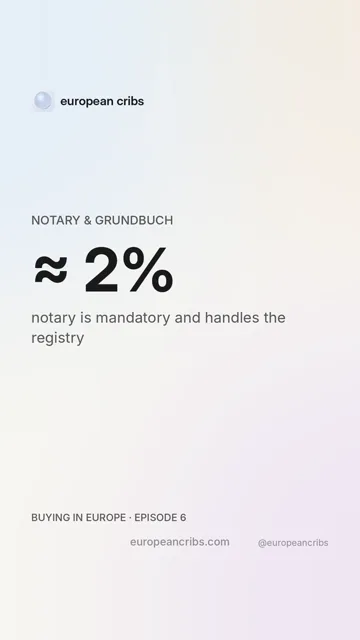 european cribs
NOTARY & GRUNDBUCH
≈ 2%
notary is mandatory and handles the
registry
BUYING IN EUROPE · EPISODE 6
europeancribs.com
@europeancribs